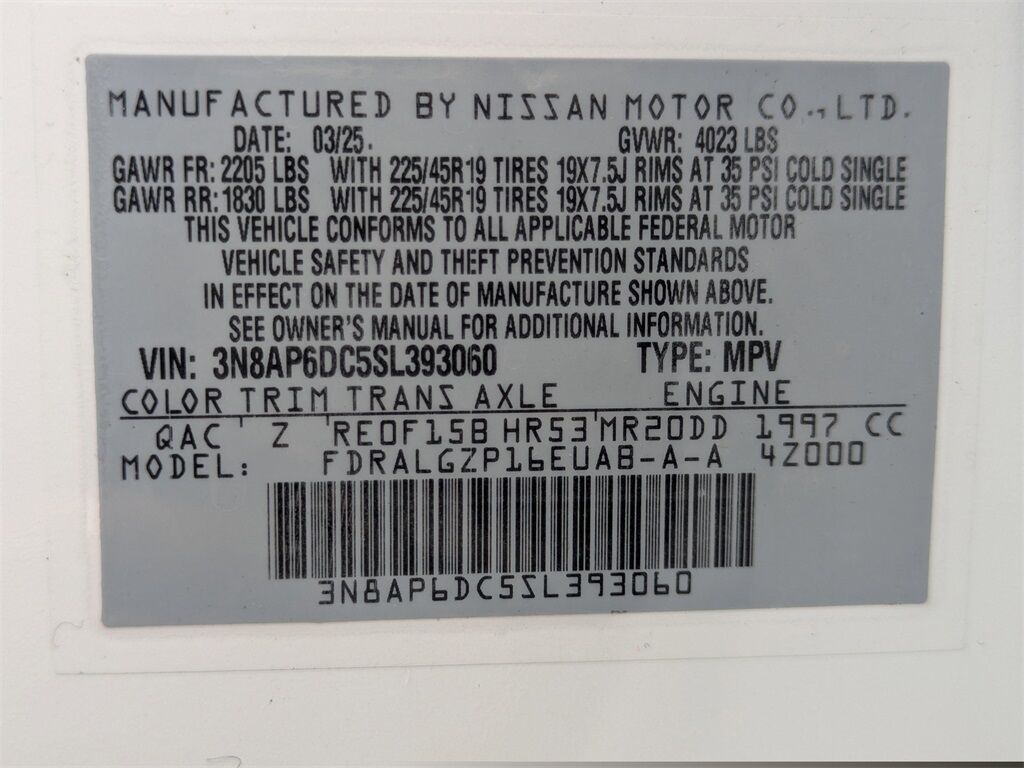 MANUFACTURED BY NISSAN MOTOR CO., LTD.
DATE: 03/25. GVWR: 4023 LBS
GAWR FR: 2205 LBS WITH 225/45R19 TIRES 19X7.5J RIMS AT 35 PSI COLD SINGLE
GAWR RR: 1830 LBS WITH 225/45R19 TIRES 19X7.5J RIMS AT 35 PSI COLD SINGLE
THIS VEHICLE CONFORMS TO ALL APPLICABLE FEDERAL MOTOR
VEHICLE SAFETY AND THEFT PREVENTION STANDARDS
IN EFFECT ON THE DATE OF MANUFACTURE SHOWN ABOVE.
SEE OWNER'S MANUAL FOR ADDITIONAL INFORMATION.
VIN: 3N8AP6DC5SL393060 TYPE: MPV
COLOR TRIM TRANS AXLE ENGINE
QAC Z RE0F15B HR53 MR20DD 1997 CC
MODEL: FDRALGZP16EUAB-A-A 4Z000
3N8AP6DC5SL393060